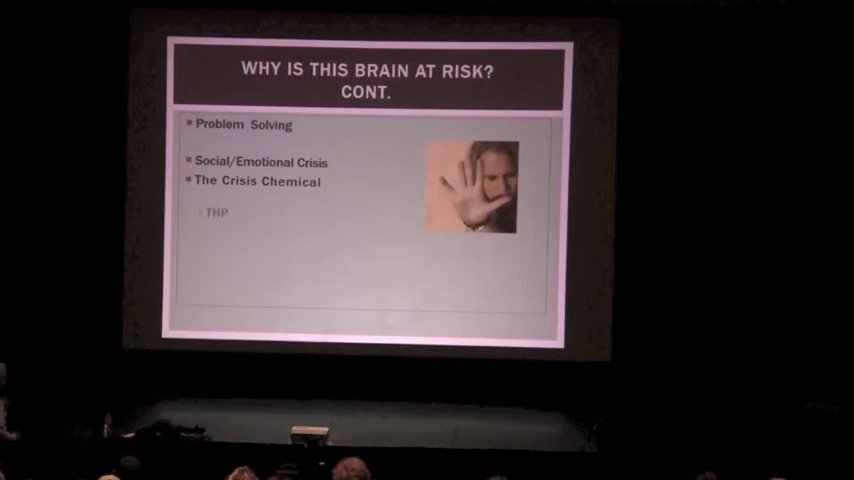 WHY IS THIS BRAIN AT RISK?
CONT.
Problem Solving
Social/Emotional Crisis
The Crisis Chemical
THP